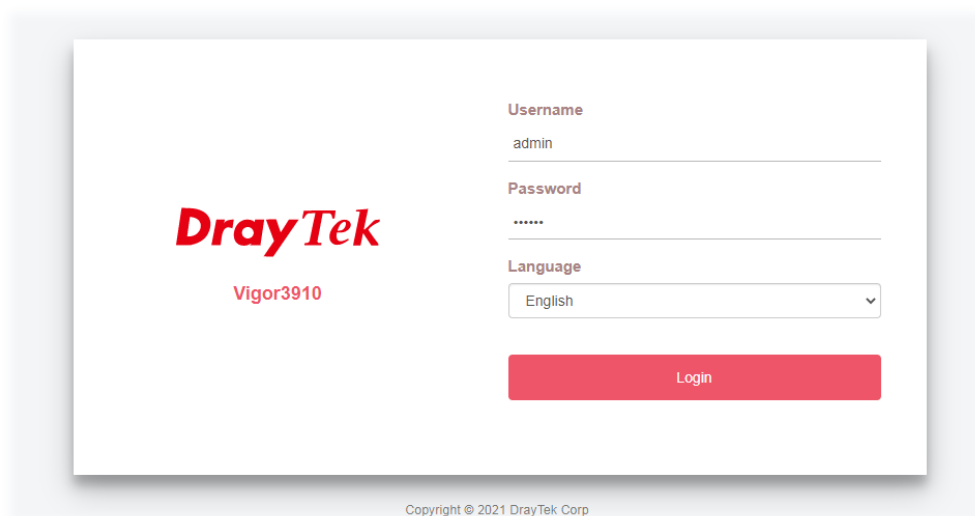 DrayTek
Vigor3910
Username
admin
Password
••••••
Language
English
Login
Copyright © 2021 DrayTek Corp